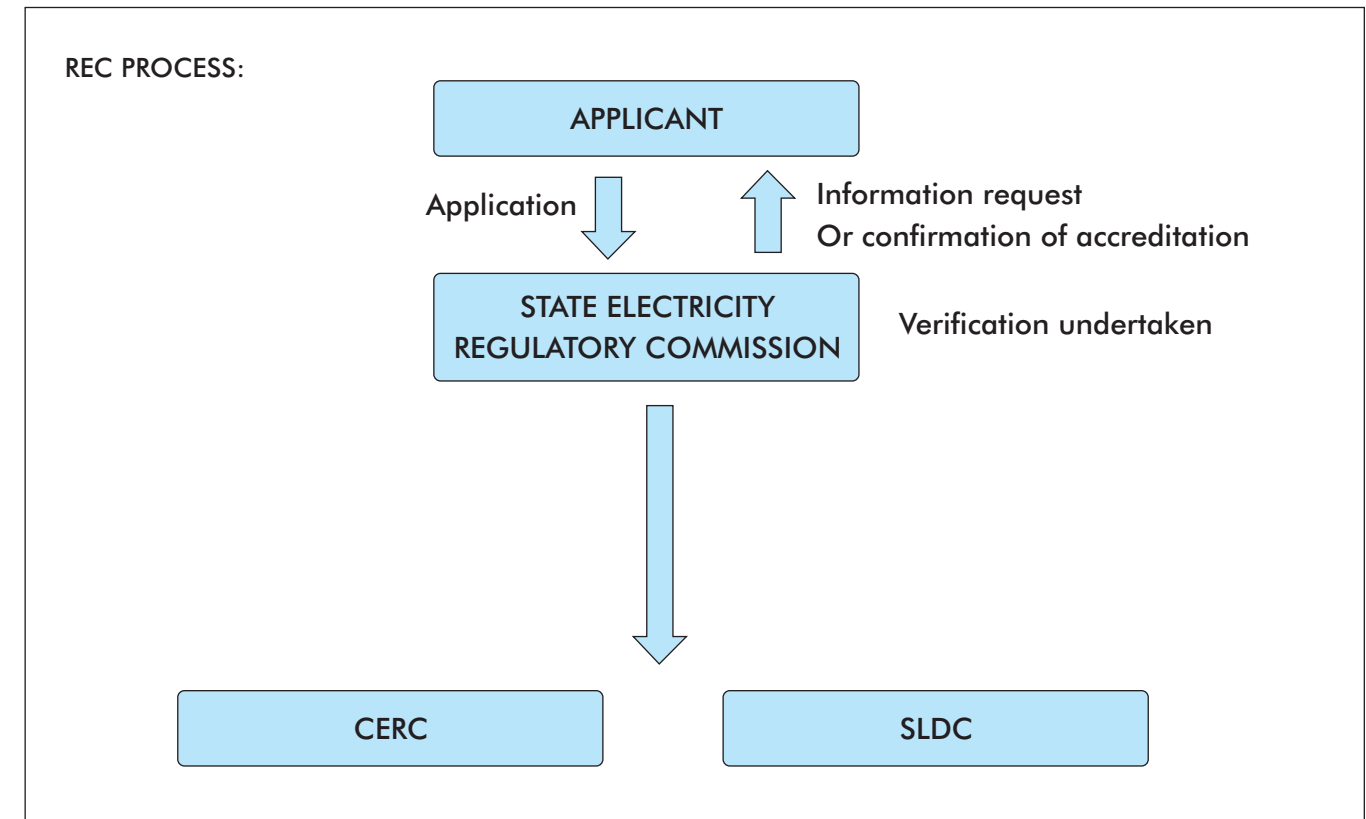 REC PROCESS:
APPLICANT
Application
Information request
Or confirmation of accreditation
STATE ELECTRICITY
REGULATORY COMMISSION
Verification undertaken
CERC
SLDC